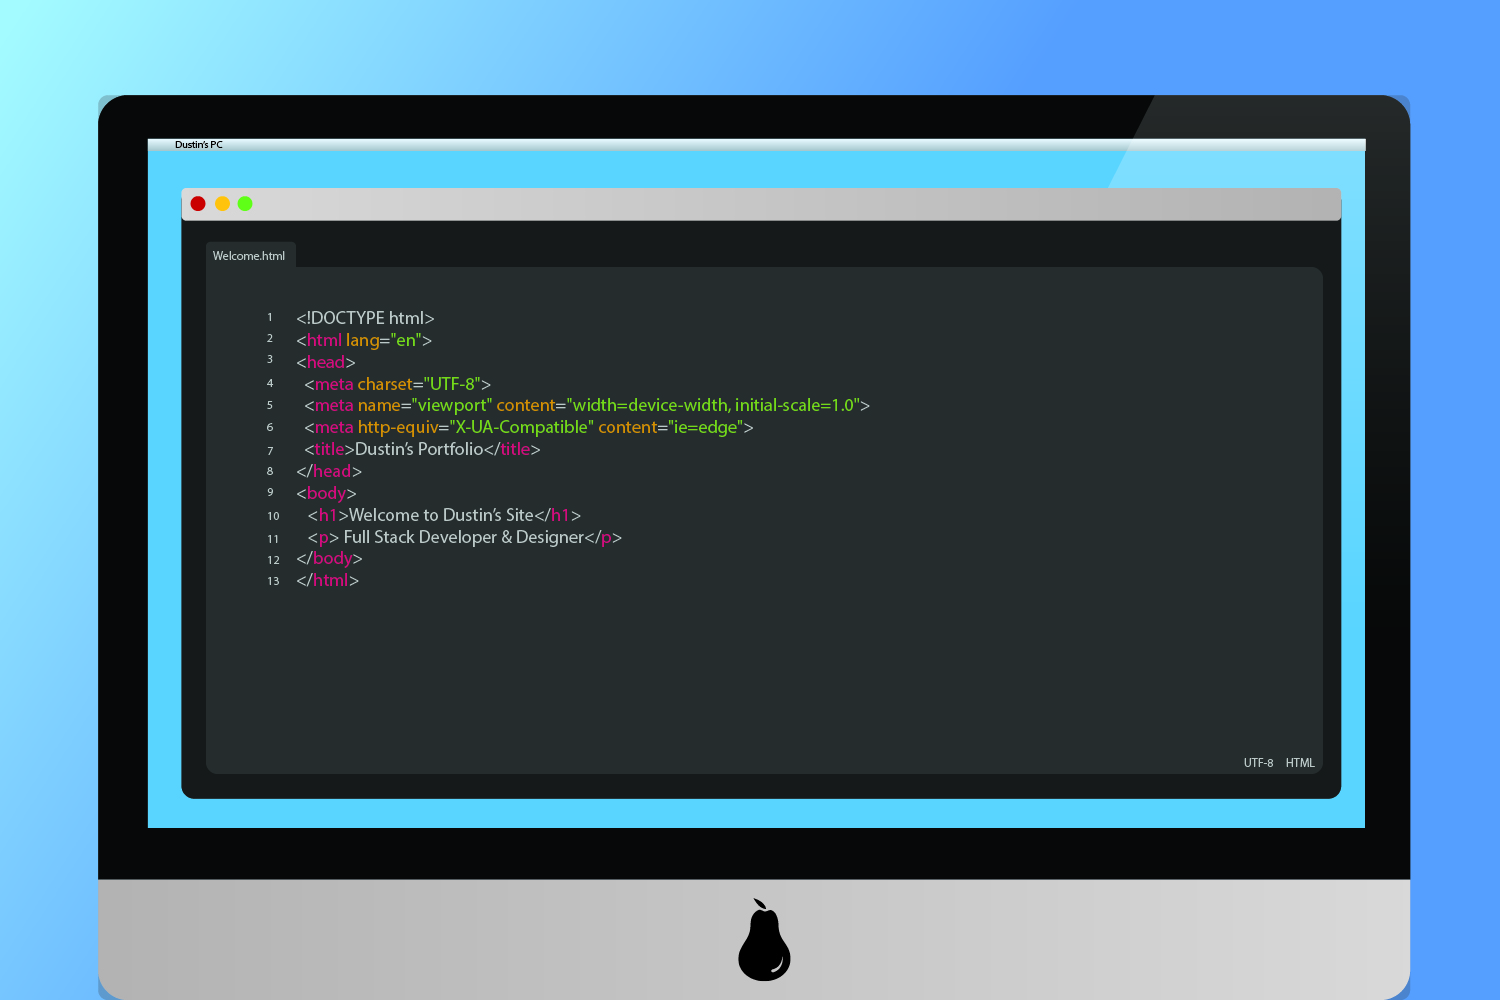 Dustin’s PC
Welcome.html
1 <!DOCTYPE html>
2 <html lang="en">
3 <head>
4 <meta charset="UTF-8">
5 <meta name="viewport" content="width=device-width, initial-scale=1.0">
6 <meta http-equiv="X-UA-Compatible" content="ie=edge">
7 <title>Dustin’s Portfolio</title>
8 </head>
9 <body>
10 <h1>Welcome to Dustin’s Site</h1>
11 <p> Full Stack Developer & Designer</p>
12 </body>
13 </html>
UTF-8 HTML